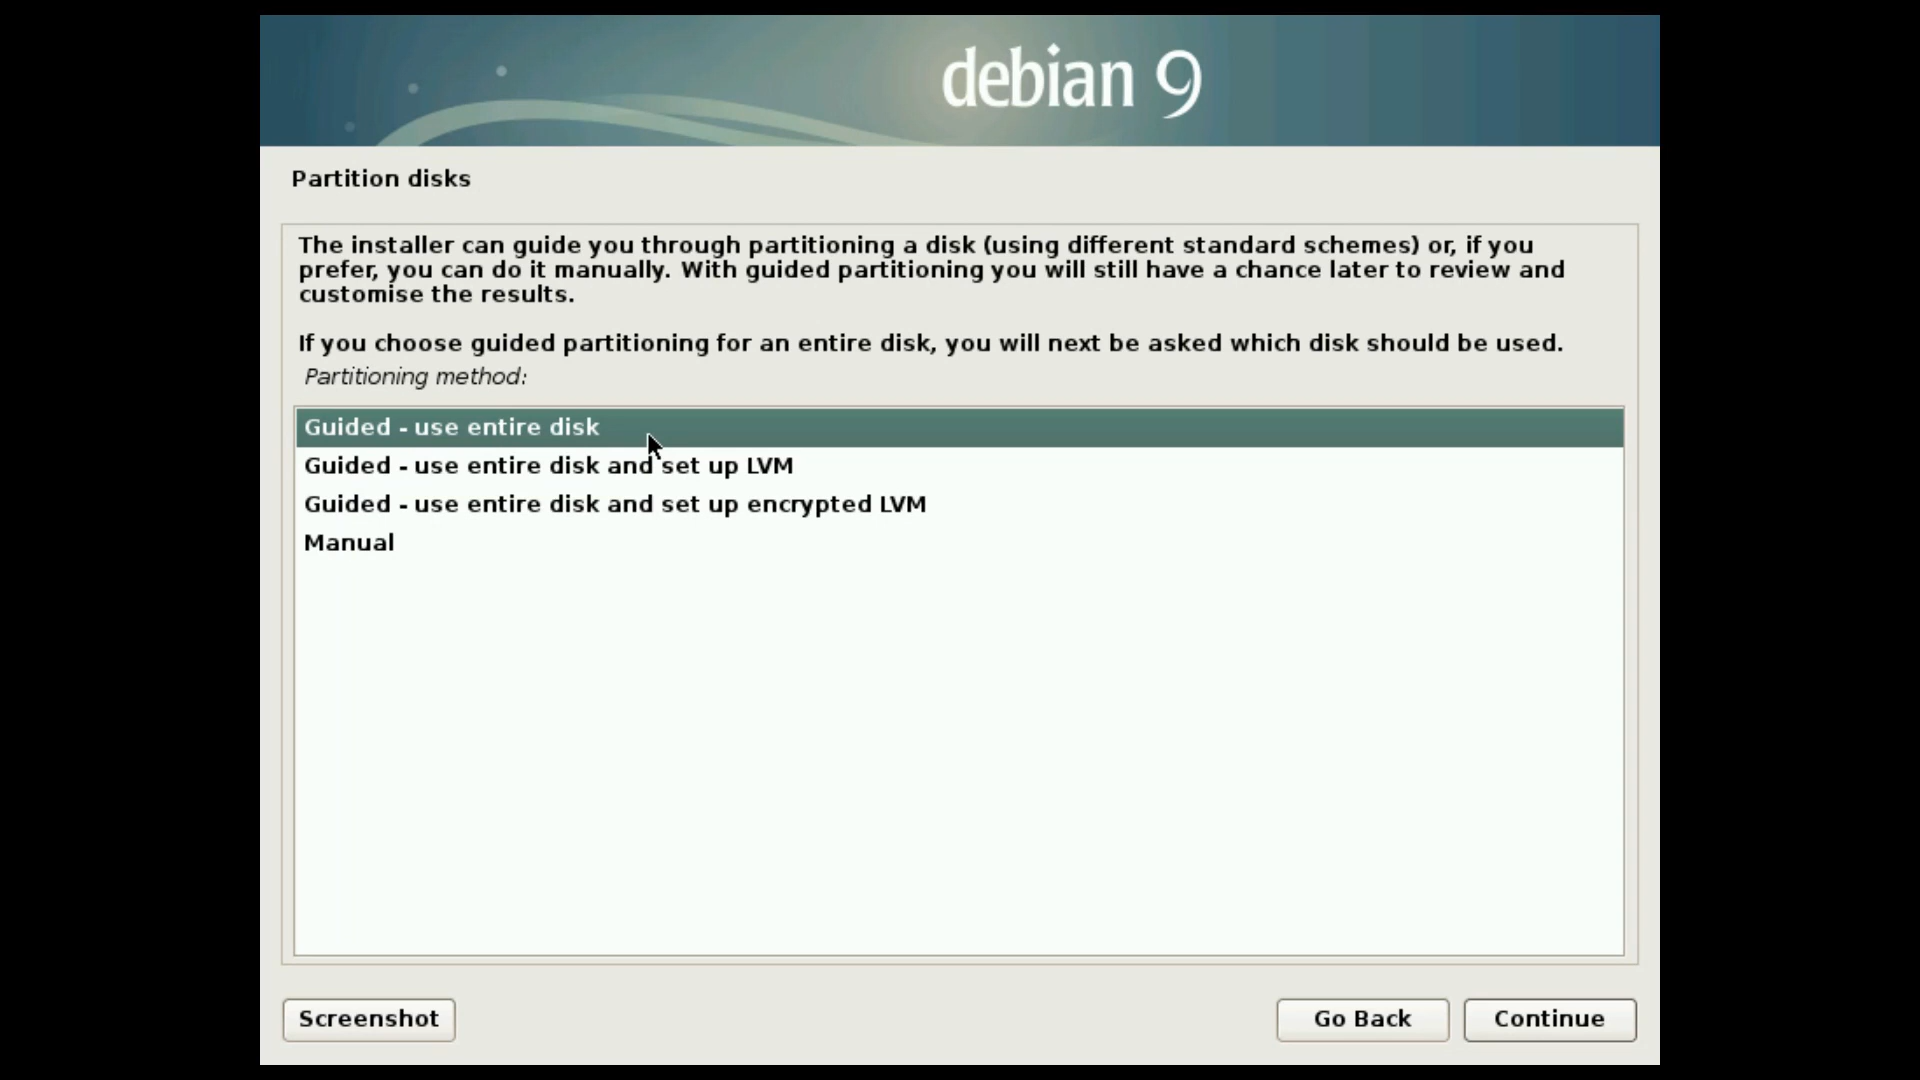 debian 9
Partition disks
The installer can guide you through partitioning a disk (using different standard schemes) or, if you
prefer, you can do it manually. With guided partitioning you will still have a chance later to review and
customise the results.
If you choose guided partitioning for an entire disk, you will next be asked which disk should be used.
Partitioning method:
Guided - use entire disk
Guided - use entire disk and set up LVM
Guided - use entire disk and set up encrypted LVM
Manual
Screenshot
Go Back
Continue